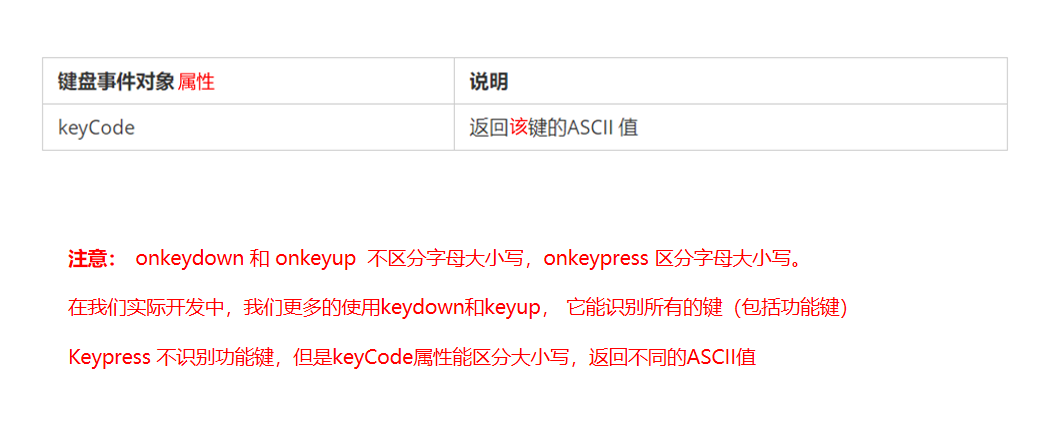 键盘事件对象 属性 说明
keyCode 返回该键的ASCII 值
注意： onkeydown 和 onkeyup 不区分字母大小写，onkeypress 区分字母大小写。
在我们实际开发中，我们更多的使用keydown和keyup， 它能识别所有的键（包括功能键）
Keypress 不识别功能键，但是keyCode属性能区分大小写，返回不同的ASCII值